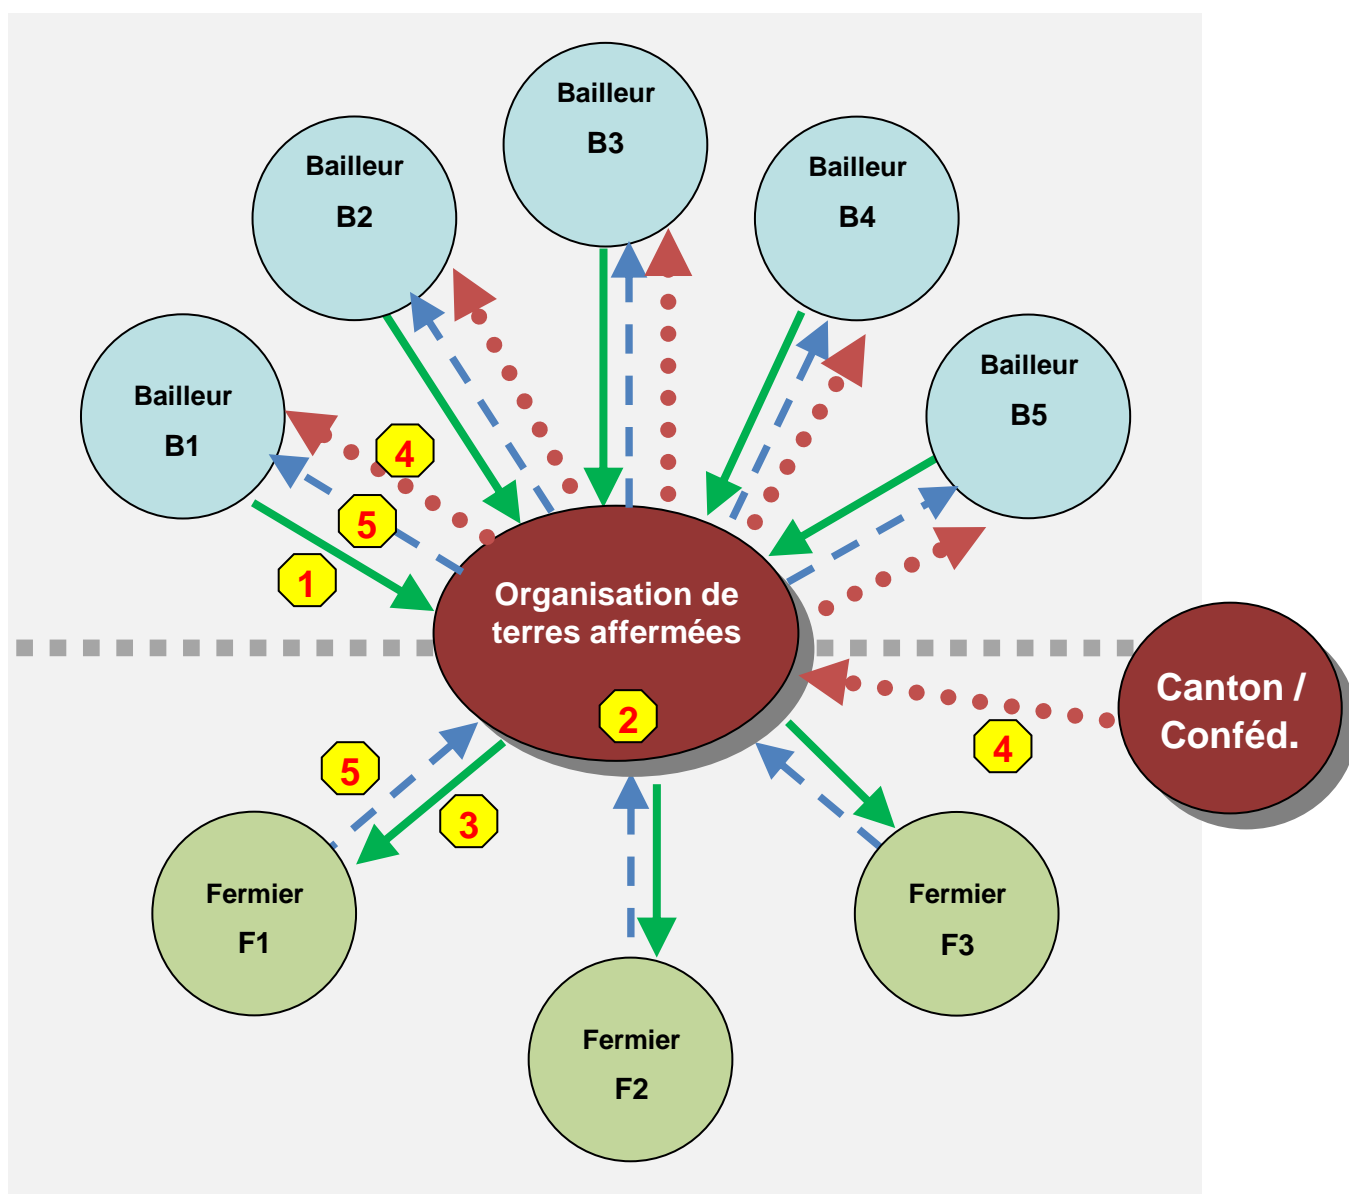 Bailleur
B3
Bailleur
B2
Bailleur
B4
Bailleur
B1
Bailleur
B5
4
5
1
Organisation de
terres affermées
2
Canton /
Conféd.
4
5
3
Fermier
F1
Fermier
F3
Fermier
F2